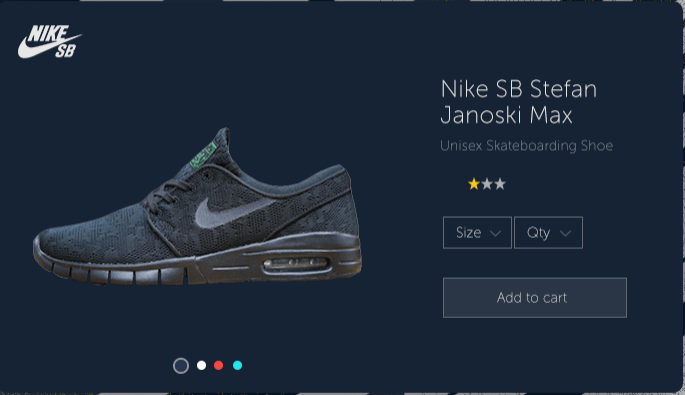 NIKE
SB
Nike SB Stefan
Janoski Max
Unisex Skateboarding Shoe
Size
Qty
Add to cart